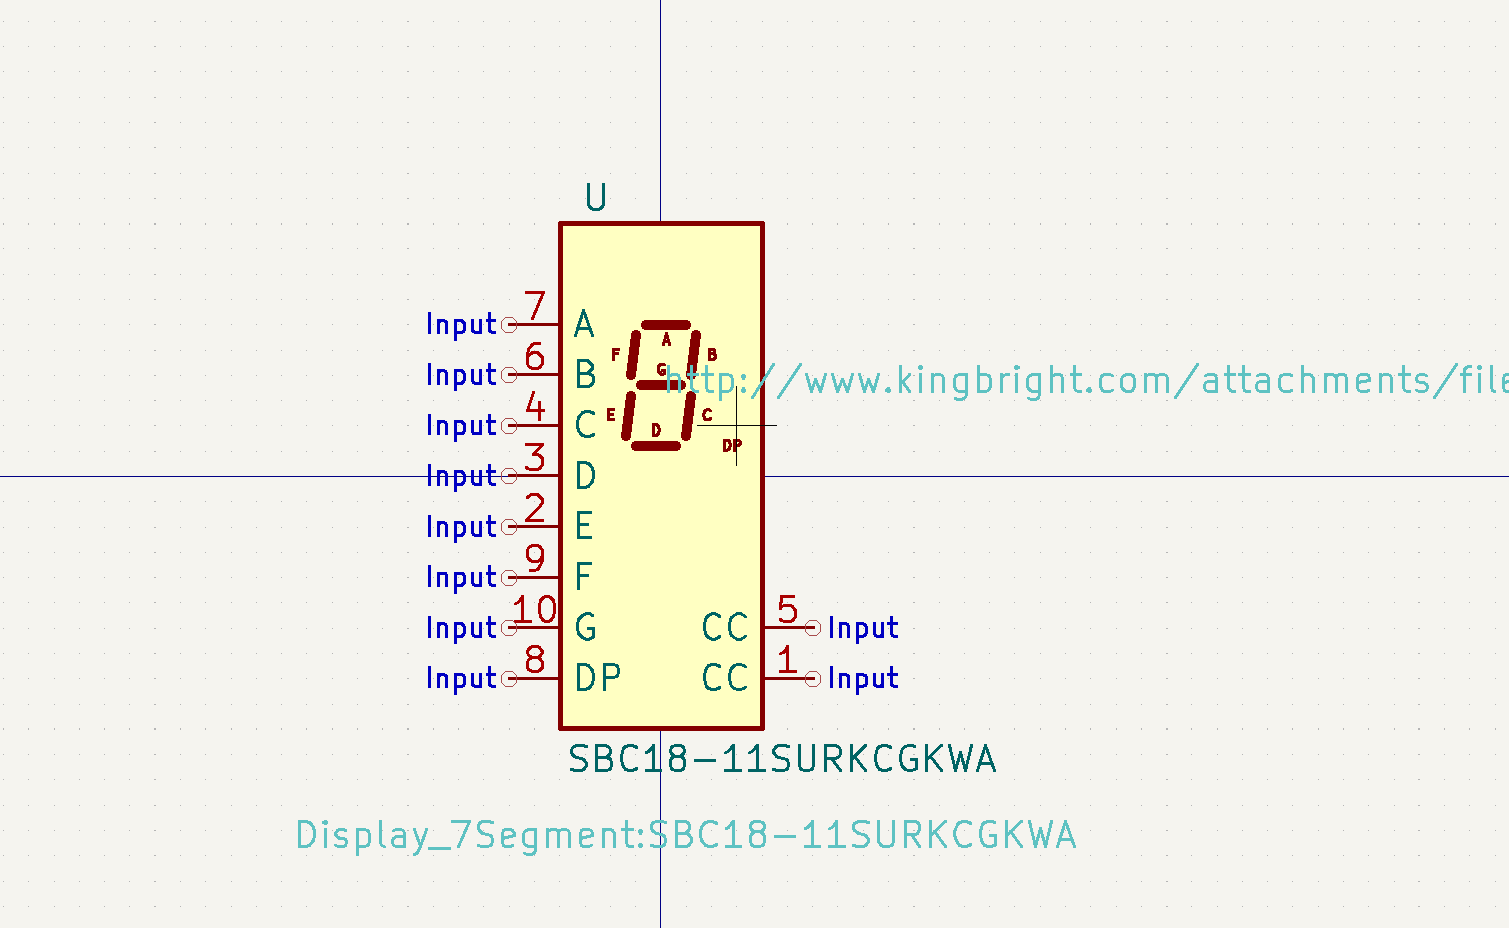 U
Input 7 A
Input 6 B
Input 4 C
Input 3 D
Input 2 E
Input 9 F
Input 10 G
Input 8 DP
A
F B
G
http://www.kingbright.com/attachments/file
E C
D
DP
CC 5 Input
CC 1 Input
SBC18-11SURKCGKWA
Display_7Segment:SBC18-11SURKCGKWA